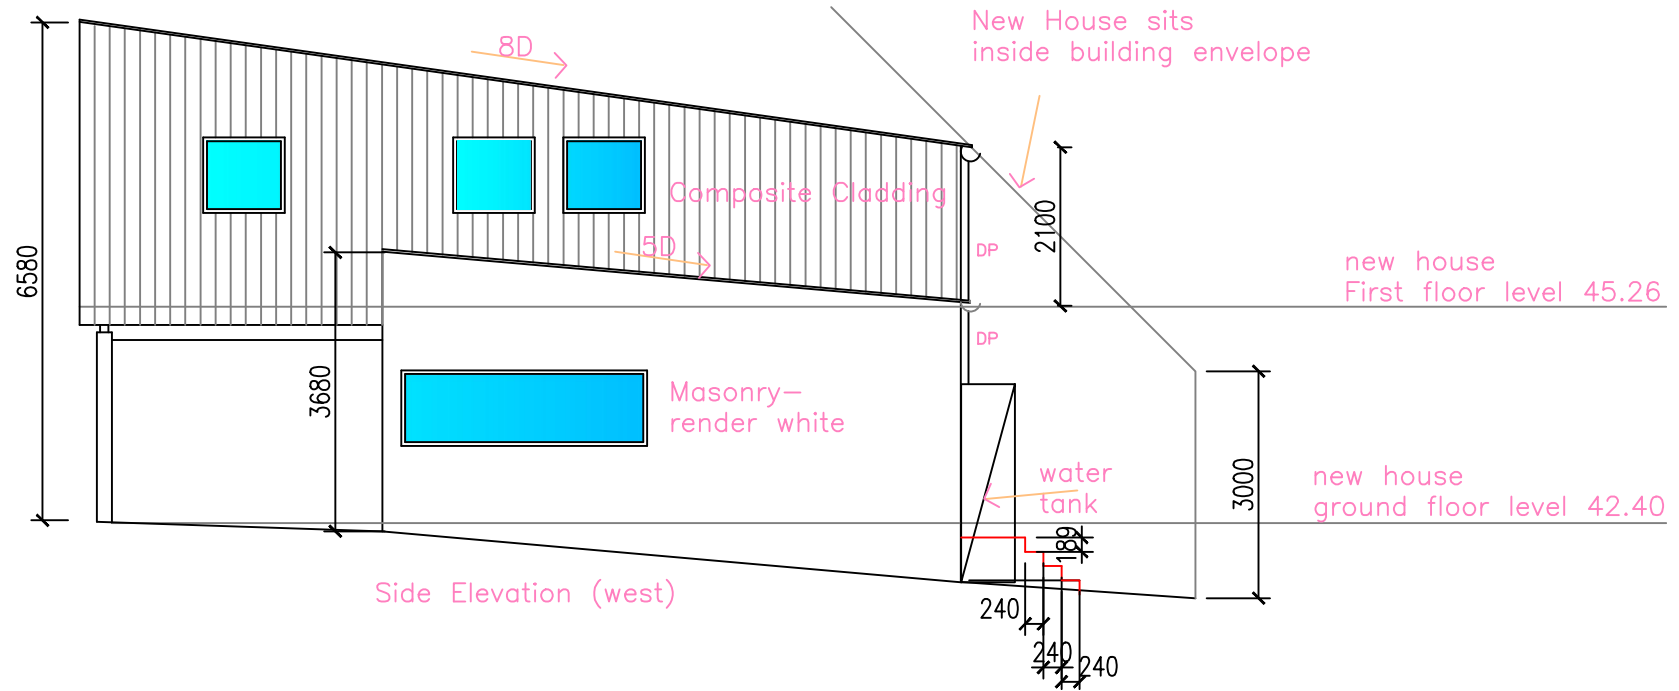 New House sits
inside building envelope
8D
Composite Cladding
2100
5D
DP
new house
First floor level 45.26
6580
DP
3680
Masonry-
render white
water
tank
3000
new house
ground floor level 42.40
189
Side Elevation (west)
240
240
240